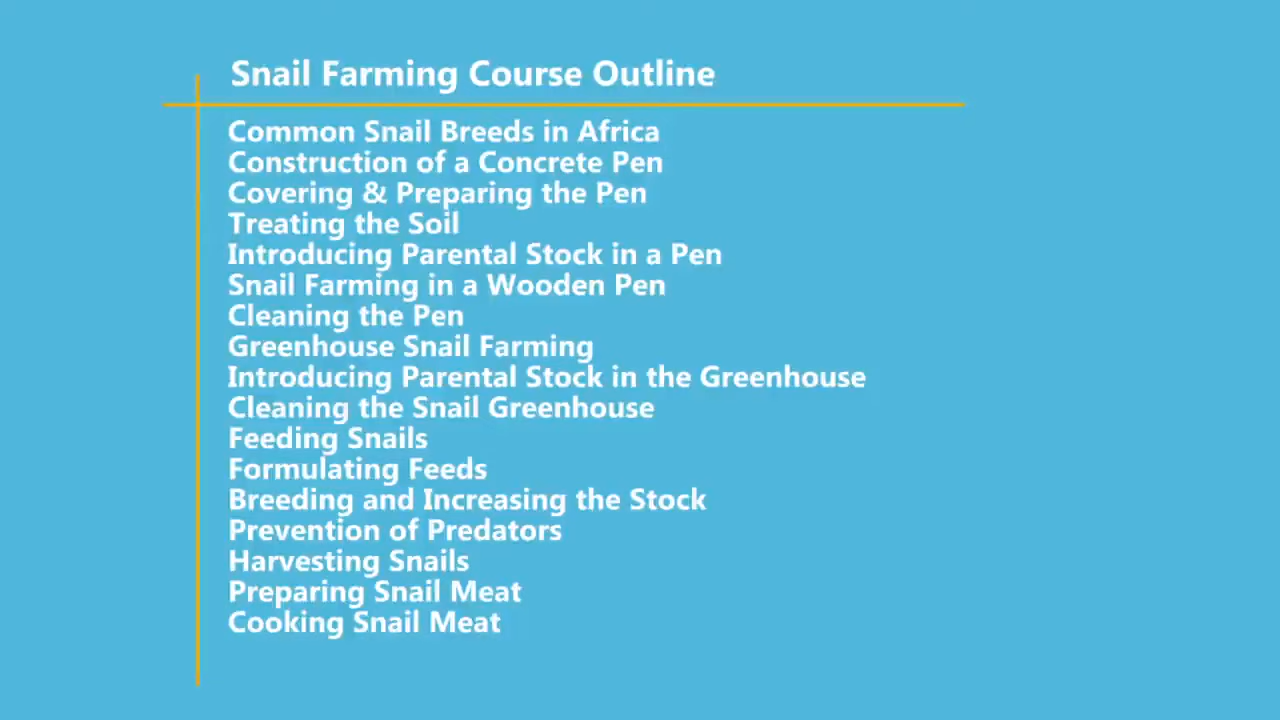 Snail Farming Course Outline
Common Snail Breeds in Africa
Construction of a Concrete Pen
Covering & Preparing the Pen
Treating the Soil
Introducing Parental Stock in a Pen
Snail Farming in a Wooden Pen
Cleaning the Pen
Greenhouse Snail Farming
Introducing Parental Stock in the Greenhouse
Cleaning the Snail Greenhouse
Feeding Snails
Formulating Feeds
Breeding and Increasing the Stock
Prevention of Predators
Harvesting Snails
Preparing Snail Meat
Cooking Snail Meat